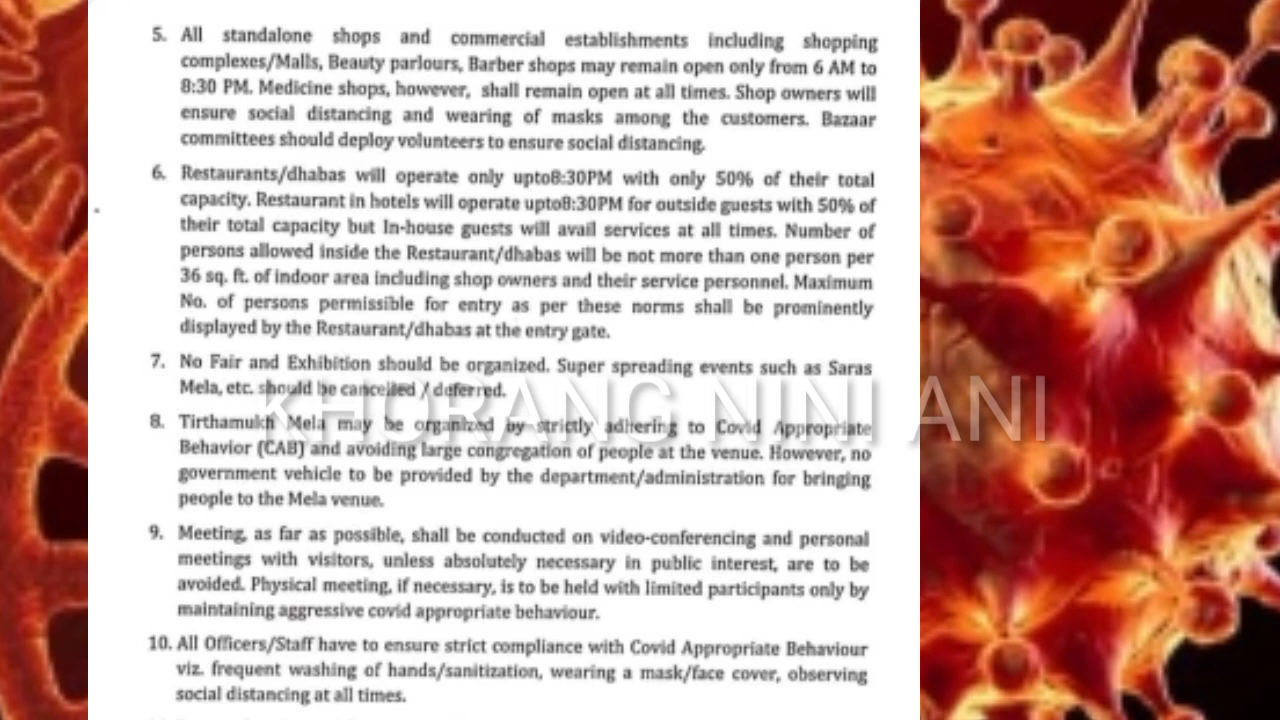 5. All standalone shops and commercial establishments including shopping
complexes/Malls, Beauty parlours, Barber shops may remain open only from 6 AM to
8:30 PM. Medicine shops, however, shall remain open at all times. Shop owners will
ensure social distancing and wearing of masks among the customers. Bazaar
committees should deploy volunteers to ensure social distancing.
6. Restaurants/dhabas will operate only upto8:30PM with only 50% of their total
capacity. Restaurant in hotels will operate upto8:30PM for outside guests with 50% of
their total capacity but In-house guests will avail services at all times. Number of
persons allowed inside the Restaurant/dhabas will be not more than one person per
36 sq. ft. of indoor area including shop owners and their service personnel. Maximum
No. of persons permissible for entry as per these norms shall be prominently
displayed by the Restaurant/dhabas at the entry gate.
7. No Fair and Exhibition should be organized. Super spreading events such as Saras
Mela, etc. should be cancelled / deferred.
KHORANG NINI ANI
8. Tirthamukh Mela may be organized by strictly adhering to Covid Appropriate
Behavior (CAB) and avoiding large congregation of people at the venue. However, no
government vehicle to be provided by the department/administration for bringing
people to the Mela venue.
9. Meeting, as far as possible, shall be conducted on video-conferencing and personal
meetings with visitors, unless absolutely necessary in public interest, are to be
avoided. Physical meeting, if necessary, is to be held with limited participants only by
maintaining aggressive covid appropriate behaviour.
10. All Officers/Staff have to ensure strict compliance with Covid Appropriate Behaviour
viz. frequent washing of hands/sanitization, wearing a mask/face cover, observing
social distancing at all times.